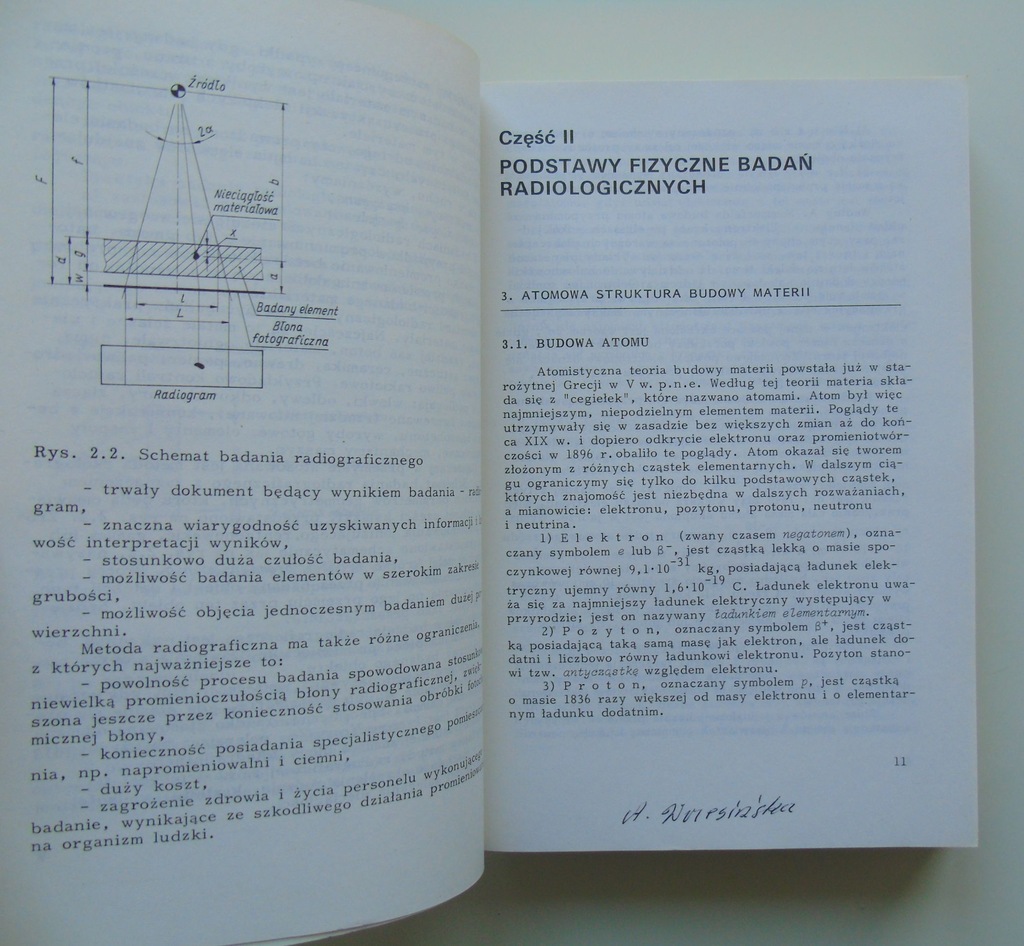 Źródło
2α
F
f
b
Nieciągłość
materiałowa
x
d
g
w
a
l
L
Badany element
Błona
fotograficzna
Radiogram
Rys. 2.2. Schemat badania radiograficznego
- trwały dokument będący wynikiem badania -
gram,
- znaczna wiarygodność uzyskiwanych informacji i
wość interpretacji wyników,
- stosunkowo duża czułość badania,
- możliwość badania elementów w szerokim zakresie
grubości,
- możliwość objęcia jednoczesnym badaniem dużej
wierzchni.
Metoda radiograficzna ma także różne ograniczenia,
z których najważniejsze to:
- powolność procesu badania spowodowana
niewielką promienioczułością błony radiograficznej,
szona jeszcze przez konieczność stosowania obróbki
micznej błony,
- konieczność posiadania specjalistycznego
nia, np. napromieniowalni i ciemni,
- duży koszt,
- zagrożenie zdrowia i życia personelu
badanie, wynikające ze szkodliwego działania
na organizm ludzki.
Część II
PODSTAWY FIZYCZNE BADAŃ
RADIOLOGICZNYCH
3. ATOMOWA STRUKTURA BUDOWY MATERII
3.1. BUDOWA ATOMU
Atomistyczna teoria budowy materii powstała już w sta-
rożytnej Grecji w V w. p.n.e. Według tej teorii materia skła-
da się z "cegiełek", które nazwano atomami. Atom był więc
najmniejszym, niepodzielnym elementem materii. Poglądy te
utrzymywały się w zasadzie bez większych zmian aż do koń-
ca XIX w. i dopiero odkrycie elektronu oraz promieniotwór-
czości w 1896 r. obaliło te poglądy. Atom okazał się tworem
złożonym z różnych cząstek elementarnych. W dalszym cią-
gu ograniczymy się tylko do kilku podstawowych cząstek,
których znajomość jest niezbędna w dalszych rozważaniach,
a mianowicie: elektronu, pozytonu, protonu, neutronu
i neutrina.
1) Elektron (zwany czasem negatonem), ozna-
czany symbolem e lub β⁻, jest cząstką lekką o masie spo-
czynkowej równej 9,1·10⁻³¹ kg, posiadającą ładunek elek-
tryczny ujemny równy 1,6·10⁻¹⁹ C. Ładunek elektronu uwa-
ża się za najmniejszy ładunek elektryczny występujący w
przyrodzie; jest on nazywany ładunkiem elementarnym.
2) Pozyton, oznaczany symbolem β⁺, jest cząst-
ką posiadającą taką samą masę jak elektron, ale ładunek do-
datni i liczbowo równy ładunkowi elektronu. Pozyton stano-
wi tzw. antycząstkę względem elektronu.
3) Proton, oznaczany symbolem p, jest cząstką
o masie 1836 razy większej od masy elektronu i o elementar-
nym ładunku dodatnim.
11